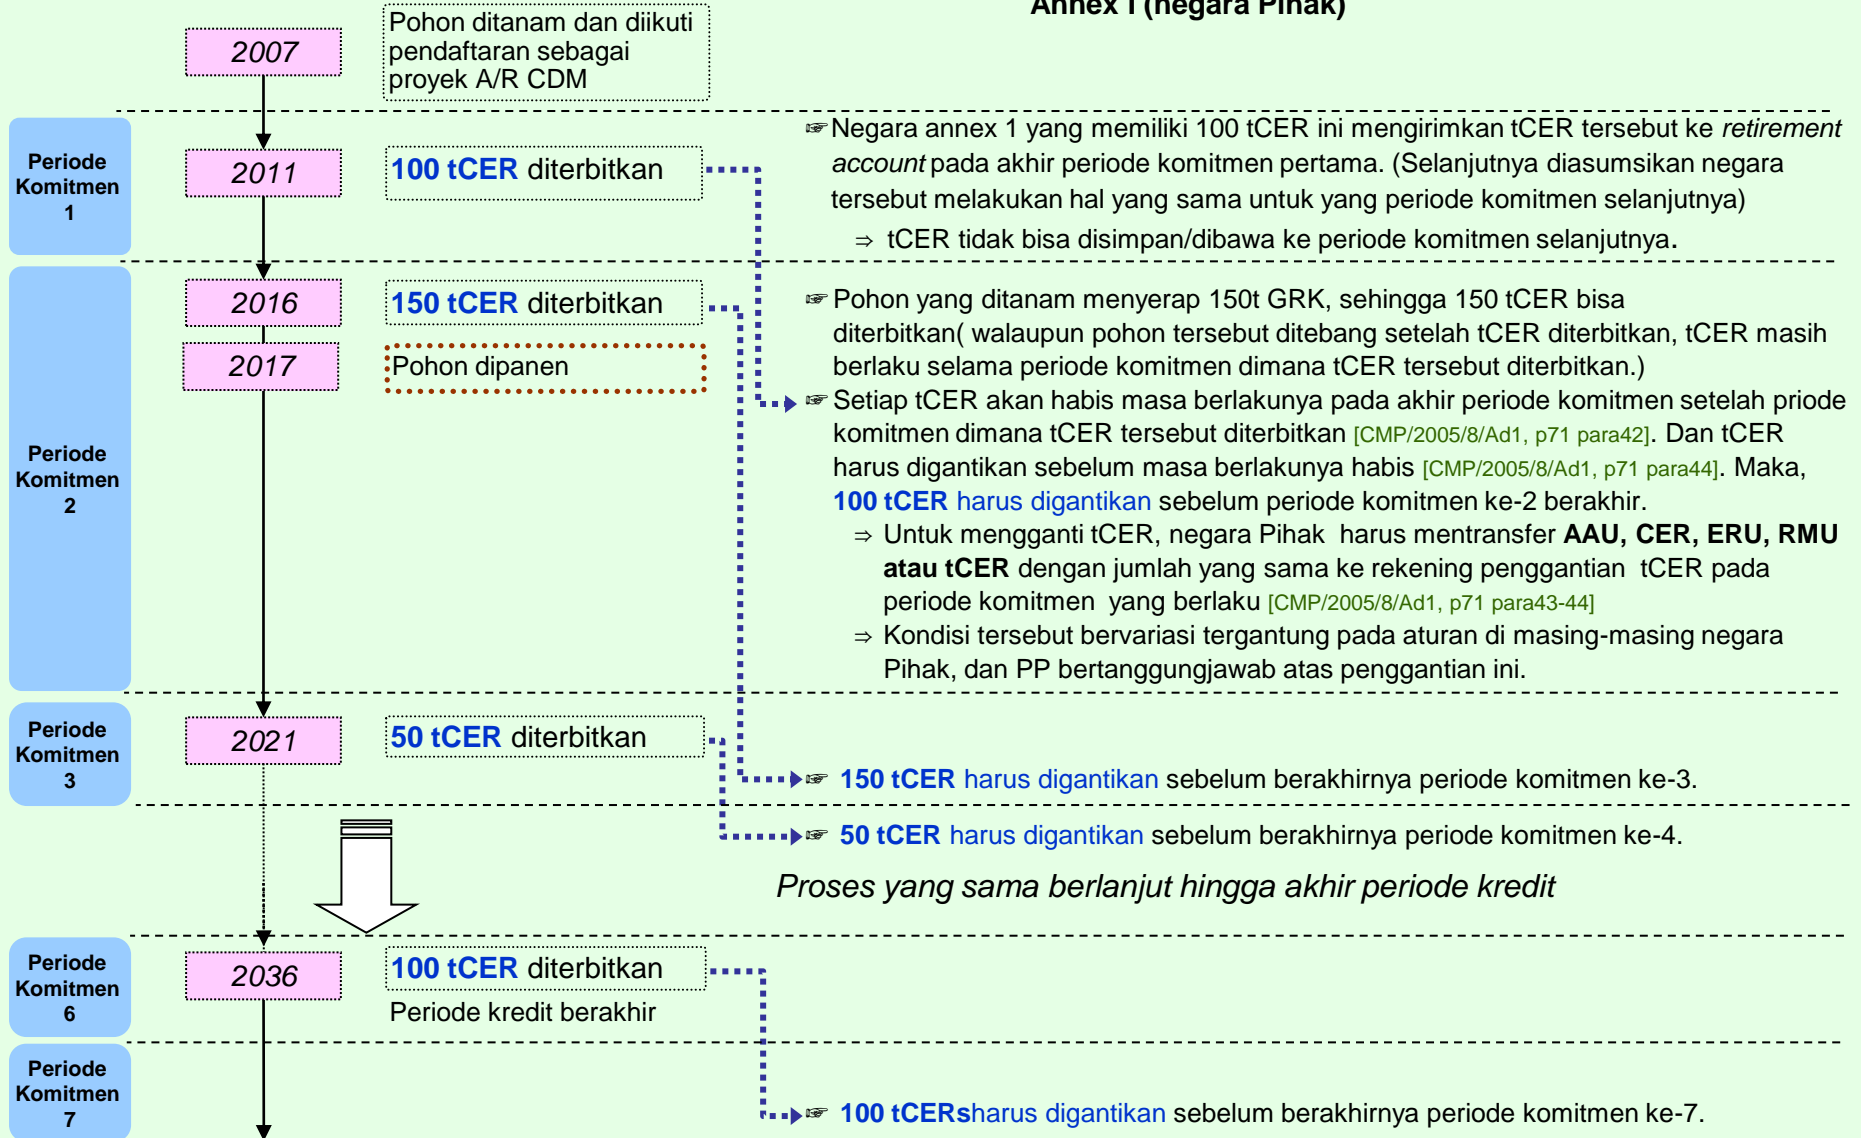 Annex I (negara Pihak)
2007
Pohon ditanam dan diikuti
pendaftaran sebagai
proyek A/R CDM
Periode
Komitmen
1
2011
100 tCER diterbitkan
☞Negara annex 1 yang memiliki 100 tCER ini mengirimkan tCER tersebut ke retirement
account pada akhir periode komitmen pertama. (Selanjutnya diasumsikan negara
tersebut melakukan hal yang sama untuk yang periode komitmen selanjutnya)
⇒ tCER tidak bisa disimpan/dibawa ke periode komitmen selanjutnya.
Periode
Komitmen
2
2016
150 tCER diterbitkan
2017
Pohon dipanen
☞Pohon yang ditanam menyerap 150t GRK, sehingga 150 tCER bisa
diterbitkan( walaupun pohon tersebut ditebang setelah tCER diterbitkan, tCER masih
berlaku selama periode komitmen dimana tCER tersebut diterbitkan.)
☞Setiap tCER akan habis masa berlakunya pada akhir periode komitmen setelah priode
komitmen dimana tCER tersebut diterbitkan [CMP/2005/8/Ad1, p71 para42]. Dan tCER
harus digantikan sebelum masa berlakunya habis [CMP/2005/8/Ad1, p71 para44]. Maka,
100 tCER harus digantikan sebelum periode komitmen ke-2 berakhir.
⇒ Untuk mengganti tCER, negara Pihak harus mentransfer AAU, CER, ERU, RMU
atau tCER dengan jumlah yang sama ke rekening penggantian tCER pada
periode komitmen yang berlaku [CMP/2005/8/Ad1, p71 para43-44]
⇒ Kondisi tersebut bervariasi tergantung pada aturan di masing-masing negara
Pihak, dan PP bertanggungjawab atas penggantian ini.
Periode
Komitmen
3
2021
50 tCER diterbitkan
☞ 150 tCER harus digantikan sebelum berakhirnya periode komitmen ke-3.
☞ 50 tCER harus digantikan sebelum berakhirnya periode komitmen ke-4.
Proses yang sama berlanjut hingga akhir periode kredit
Periode
Komitmen
6
2036
100 tCER diterbitkan
Periode kredit berakhir
Periode
Komitmen
7
☞ 100 tCERsharus digantikan sebelum berakhirnya periode komitmen ke-7.